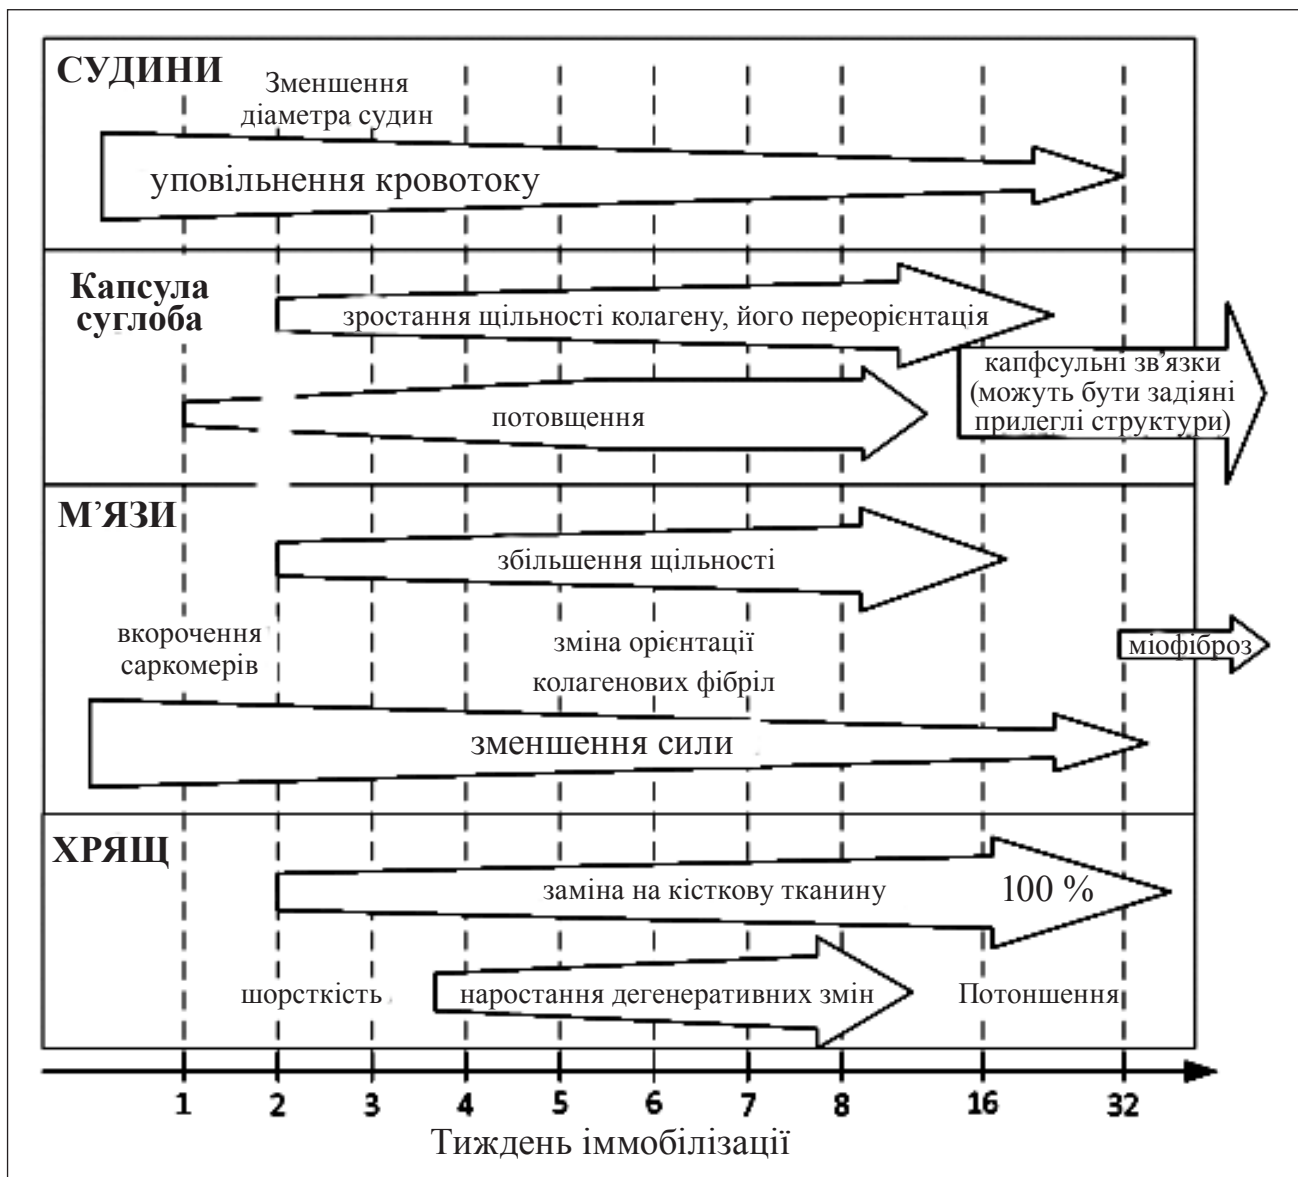 СУДИНИ
Зменшення
діаметра судин
уповільнення кровотоку
Капсула
суглоба
зростання щільності колагену, його переорієнтація
капфсульні зв’язки
(можуть бути задіяні
прилеглі структури)
потовщення
М’ЯЗИ
збільшення щільності
вкорочення
саркомерів
зміна орієнтації
колагенових фібріл
міофіброз
зменшення сили
ХРЯЩ
заміна на кісткову тканину
100 %
шорсткість
наростання дегенеративних змін
Потоншення
1 2 3 4 5 6 7 8 16 32
Тиждень іммобілізації